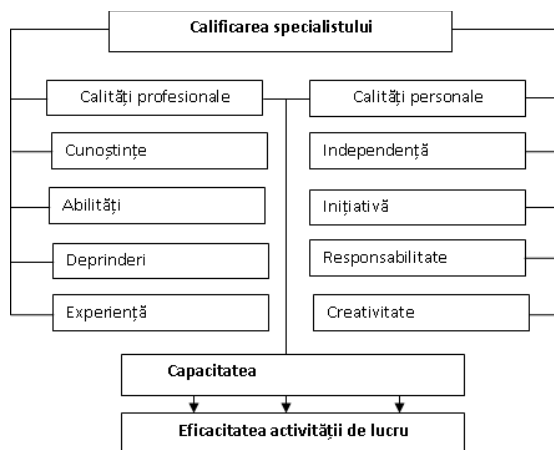 Calificarea specialistului
Calități profesionale
Calități personale
Cunoștințe
Independență
Abilități
Inițiativă
Deprinderi
Responsabilitate
Experiență
Creativitate
Capacitatea
Eficacitatea activității de lucru